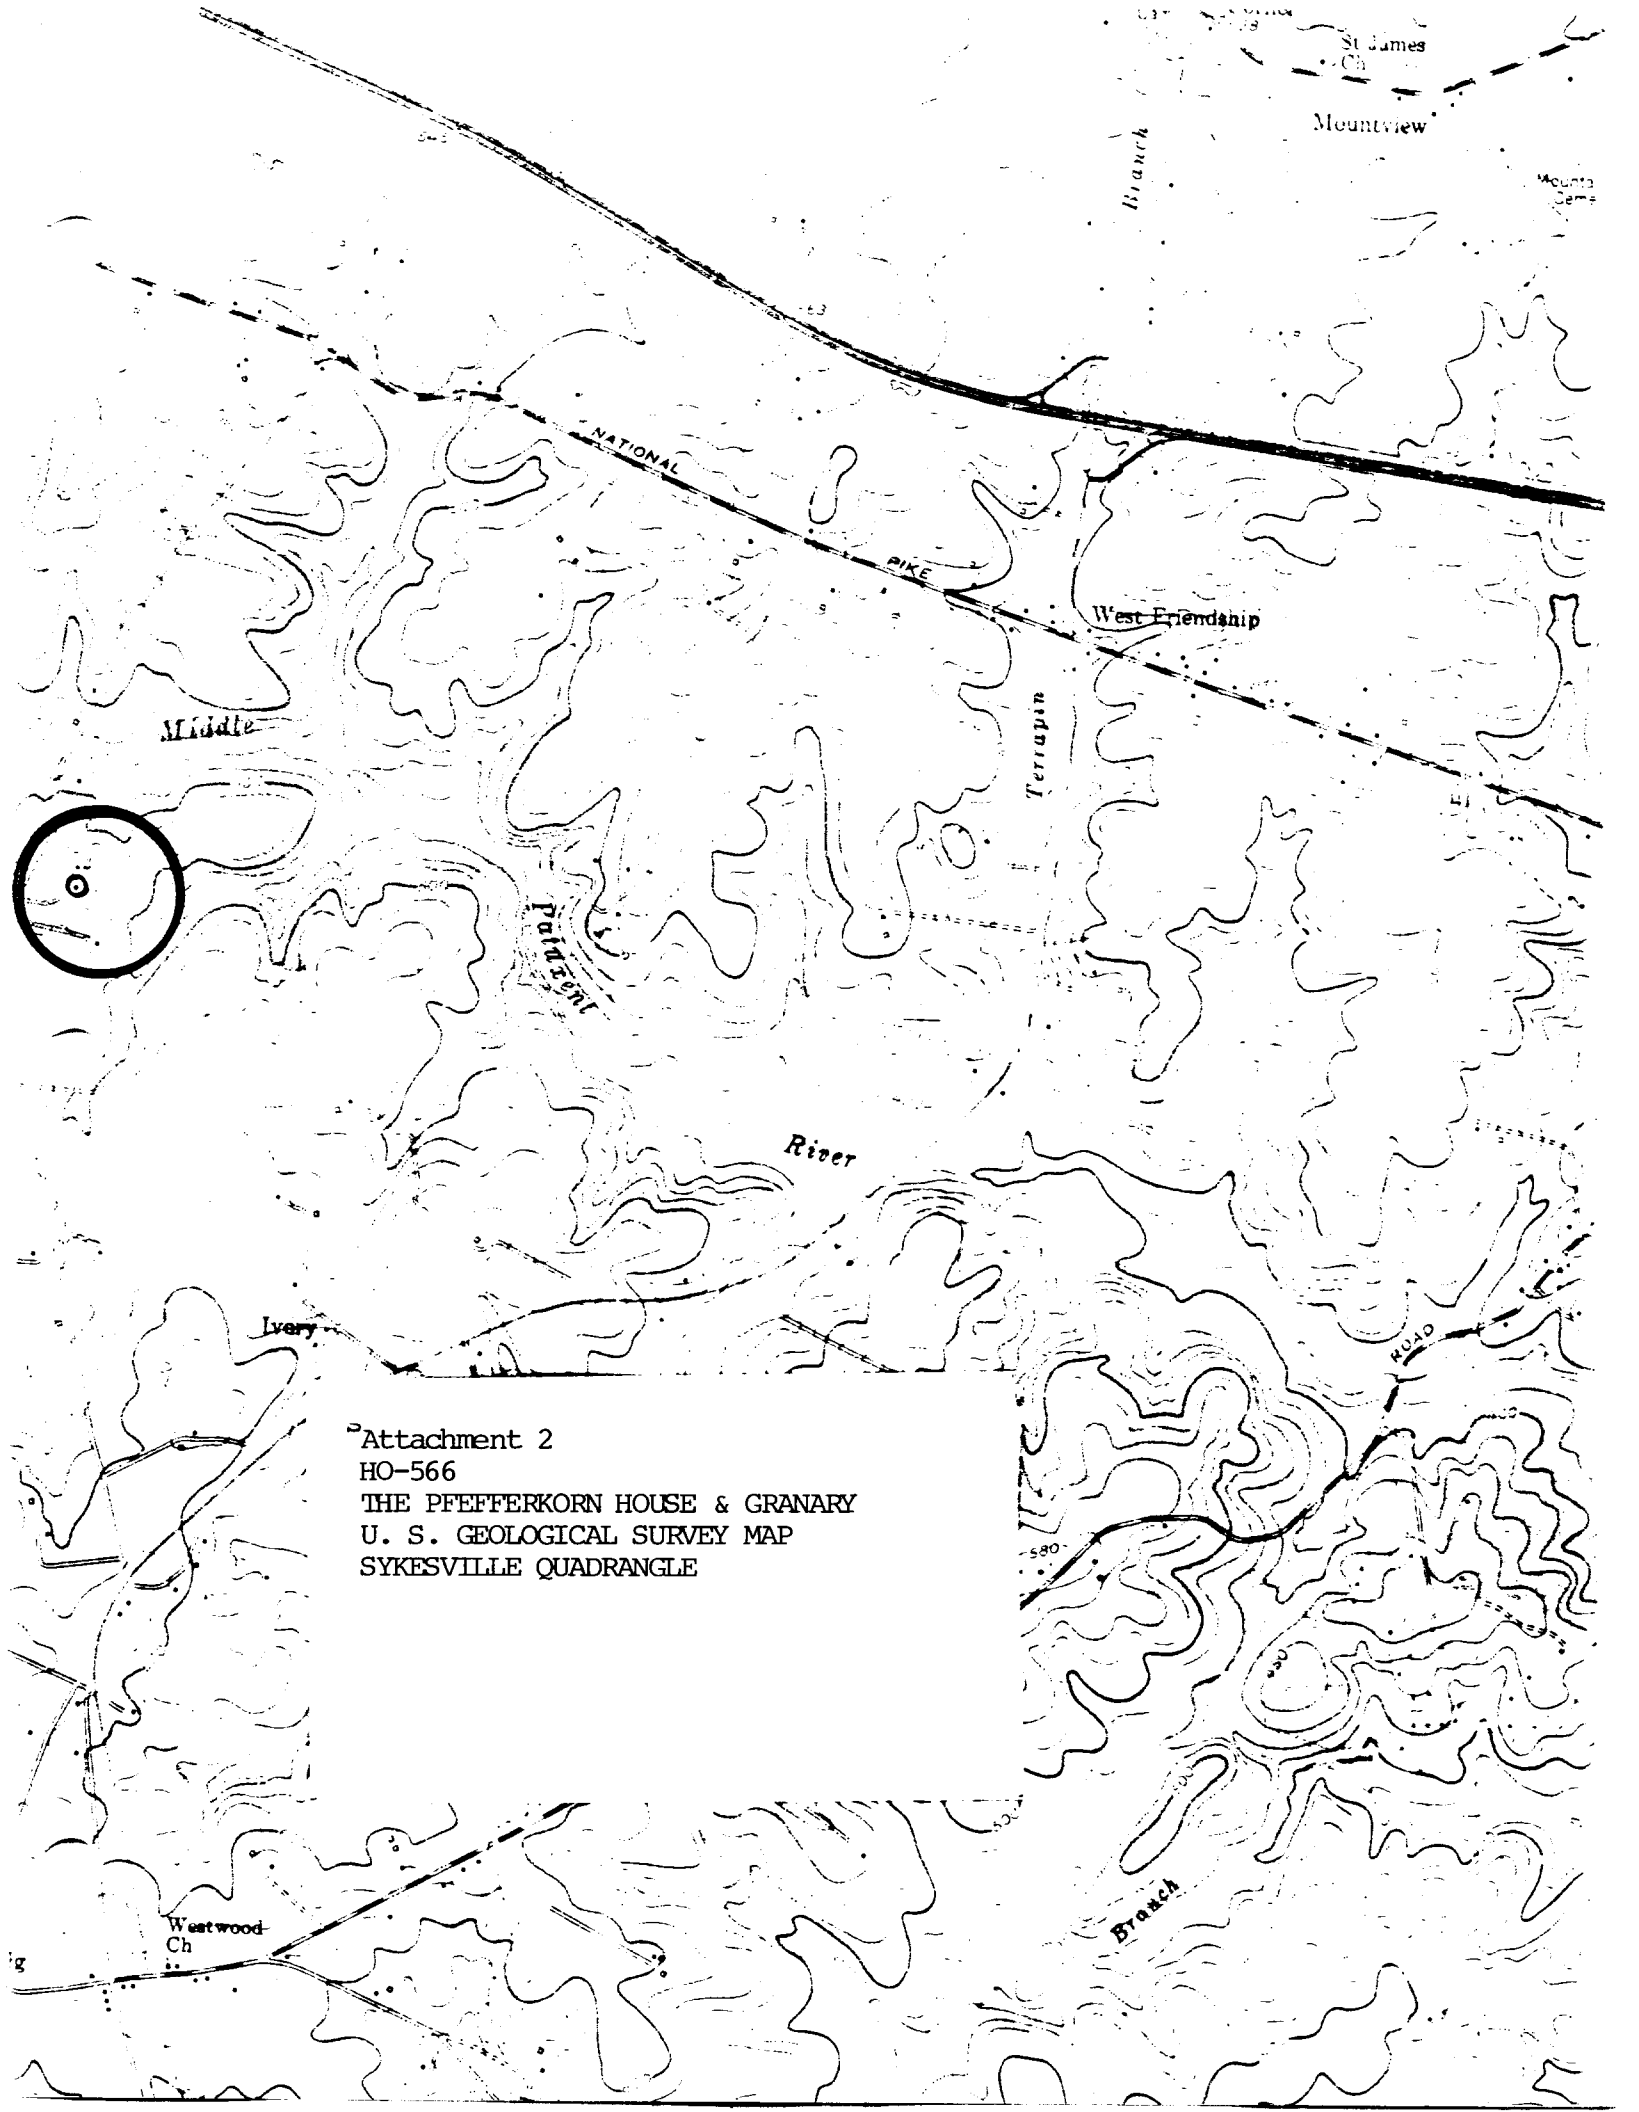 St James
Ch
Mountview
Branch
NATIONAL
PIKE
West Friendship
Middle
Terrapin
Patuxent
River
Ivory
ROAD
Attachment 2
HO-566
THE PFEFFERKORN HOUSE & GRANARY
U. S. GEOLOGICAL SURVEY MAP
SYKESVILLE QUADRANGLE
580
Branch
Westwood
Ch